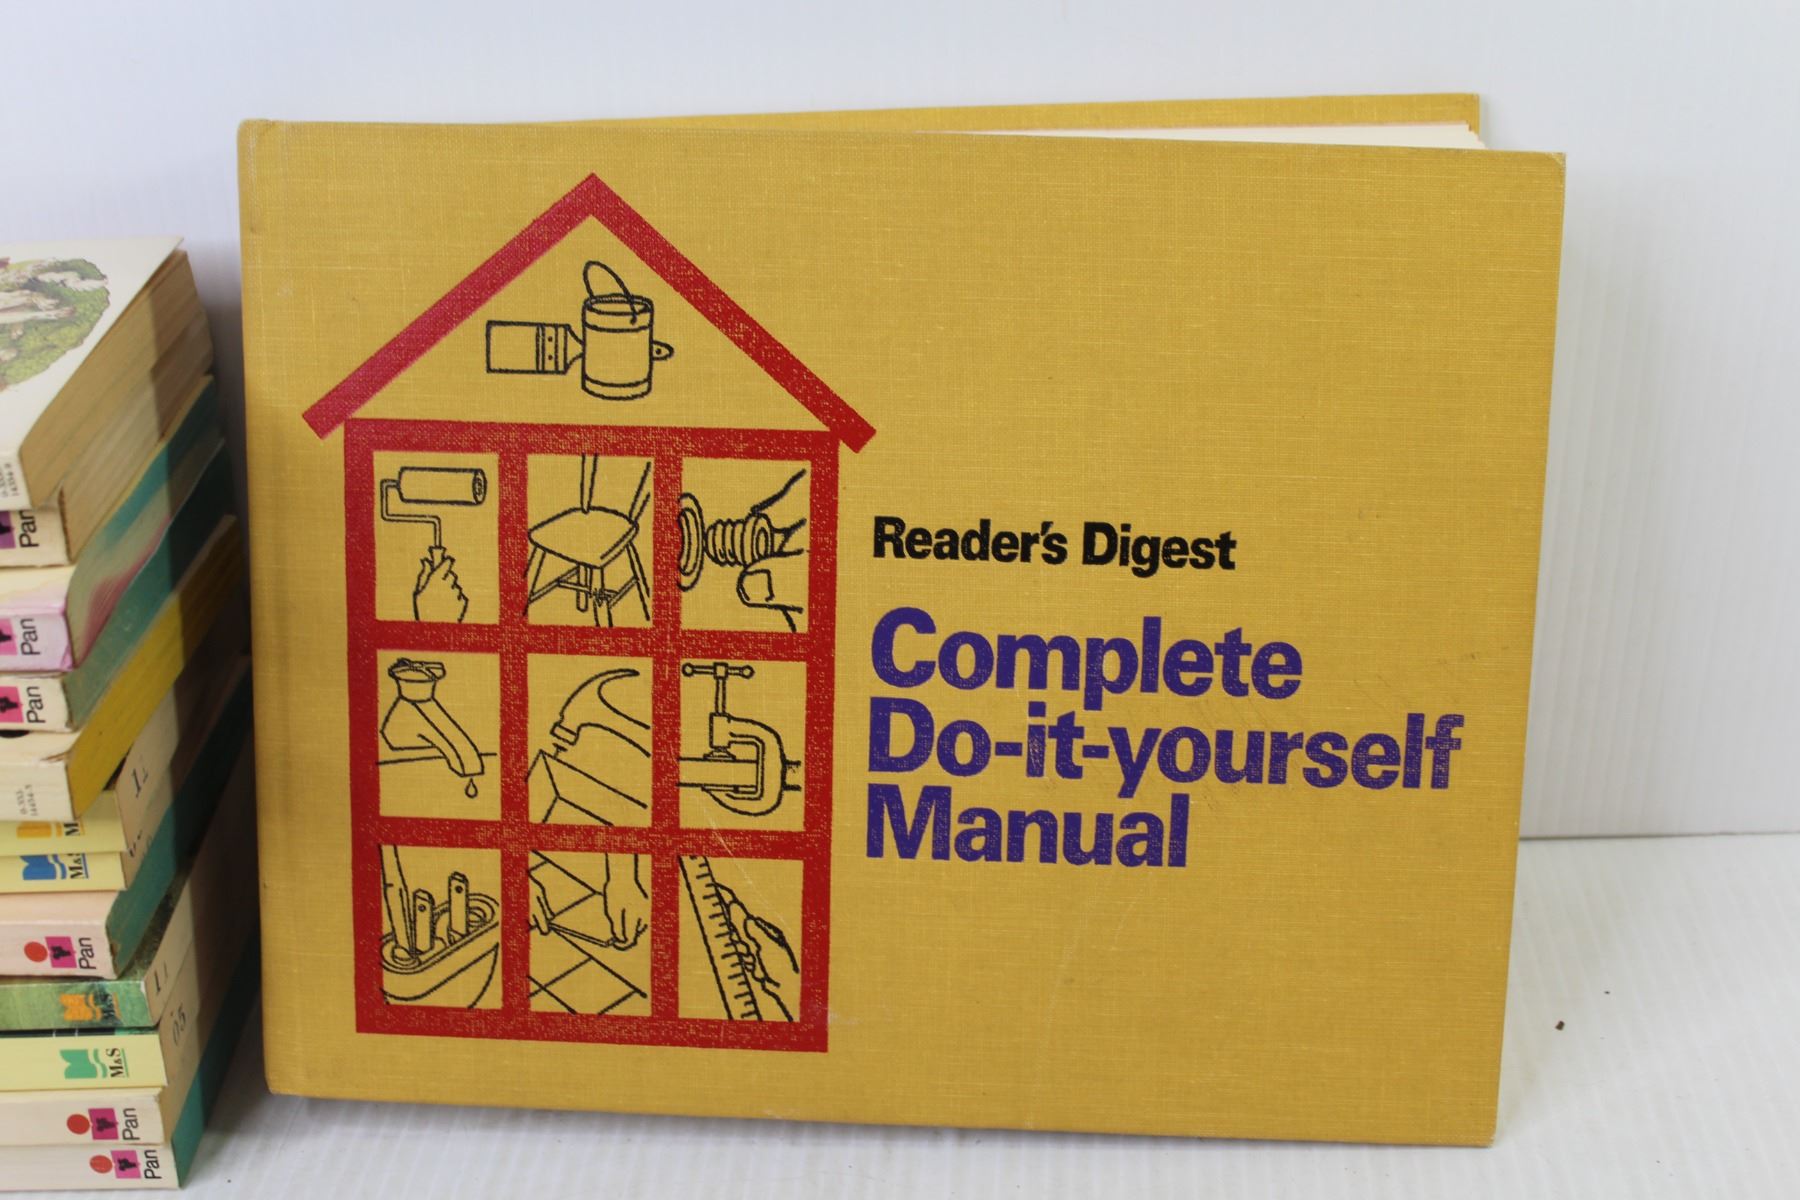 Reader's Digest
Complete
Do-it-yourself
Manual
Pan
Pan
Pan
M&S
Pan
M&S
M&S
Pan
Pan